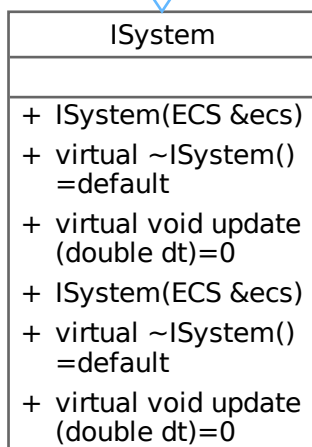 ISystem
+ ISystem(ECS &ecs)
+ virtual ~ISystem()
=default
+ virtual void update
(double dt)=0
+ ISystem(ECS &ecs)
+ virtual ~ISystem()
=default
+ virtual void update
(double dt)=0